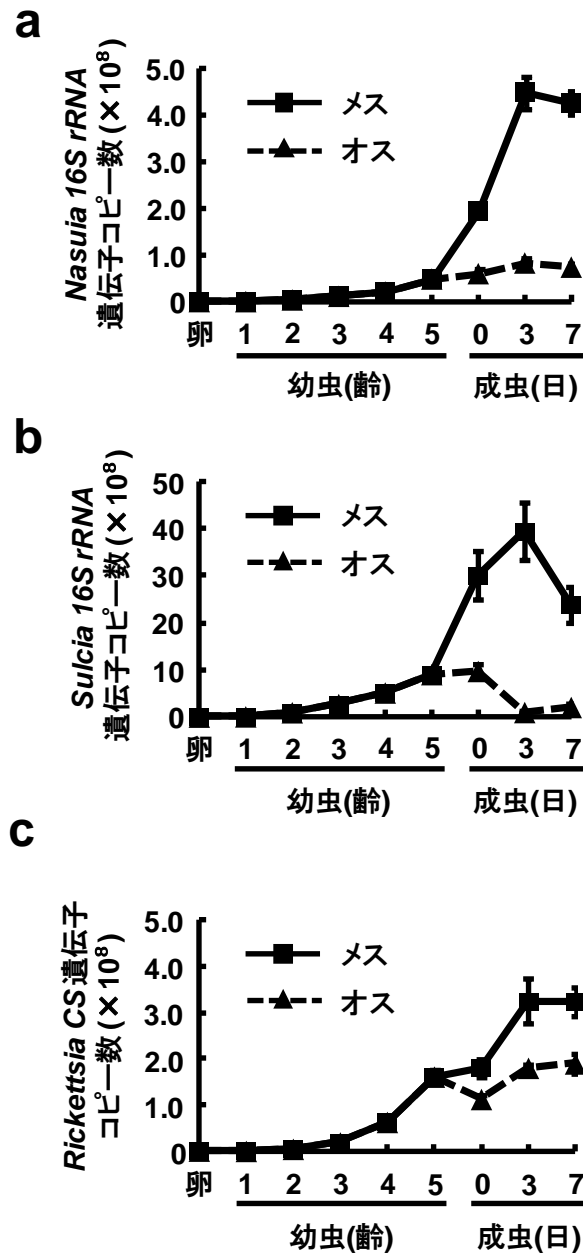 a
Nasuia 16S rRNA
遺伝子コピー数(×10⁸)
5.0
4.0
2.0
1.0
0
メス
オス
卵 1 2 3 4 5 0 3 7
幼虫(齢) 成虫(日)
b
Sulcia 16S rRNA
遺伝子コピー数(×10⁸)
50
40
30
20
10
0
メス
オス
卵 1 2 3 4 5 0 3 7
幼虫(齢) 成虫(日)
c
Rickettsia CS遺伝子
コピー数(×10⁸)
5.0
4.0
3.0
2.0
1.0
0
メス
オス
卵 1 2 3 4 5 0 3 7
幼虫(齢) 成虫(日)